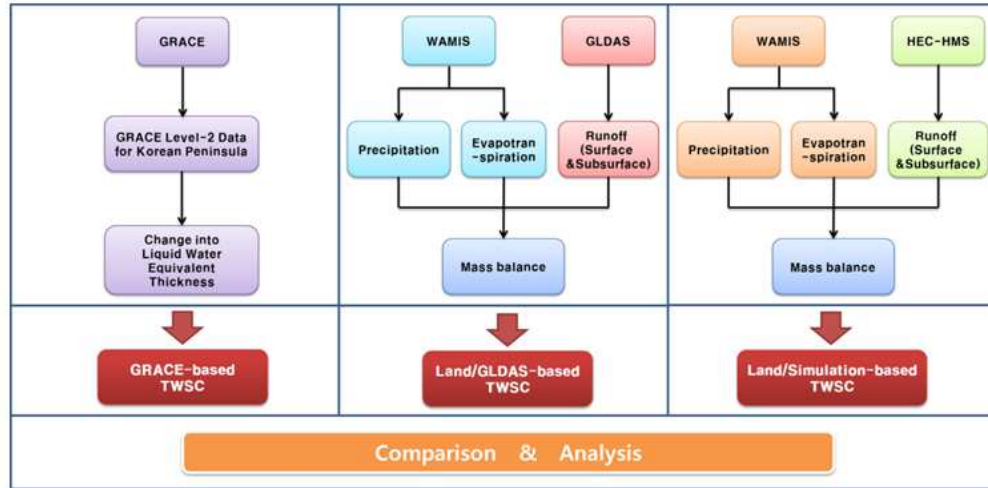 GRACE
GRACE Level-2 Data
for Korean Peninsula
Change into
Liquid Water
Equivalent
Thickness
GRACE-based
TWSC
WAMIS
GLDAS
Precipitation
Evapotran
-spiration
Runoff
(Surface
&Subsurface)
Mass balance
Land/GLDAS-based
TWSC
WAMIS
HEC-HMS
Precipitation
Evapotran
-spiration
Runoff
(Surface
&Subsurface)
Mass balance
Land/Simulation-based
TWSC
Comparison & Analysis